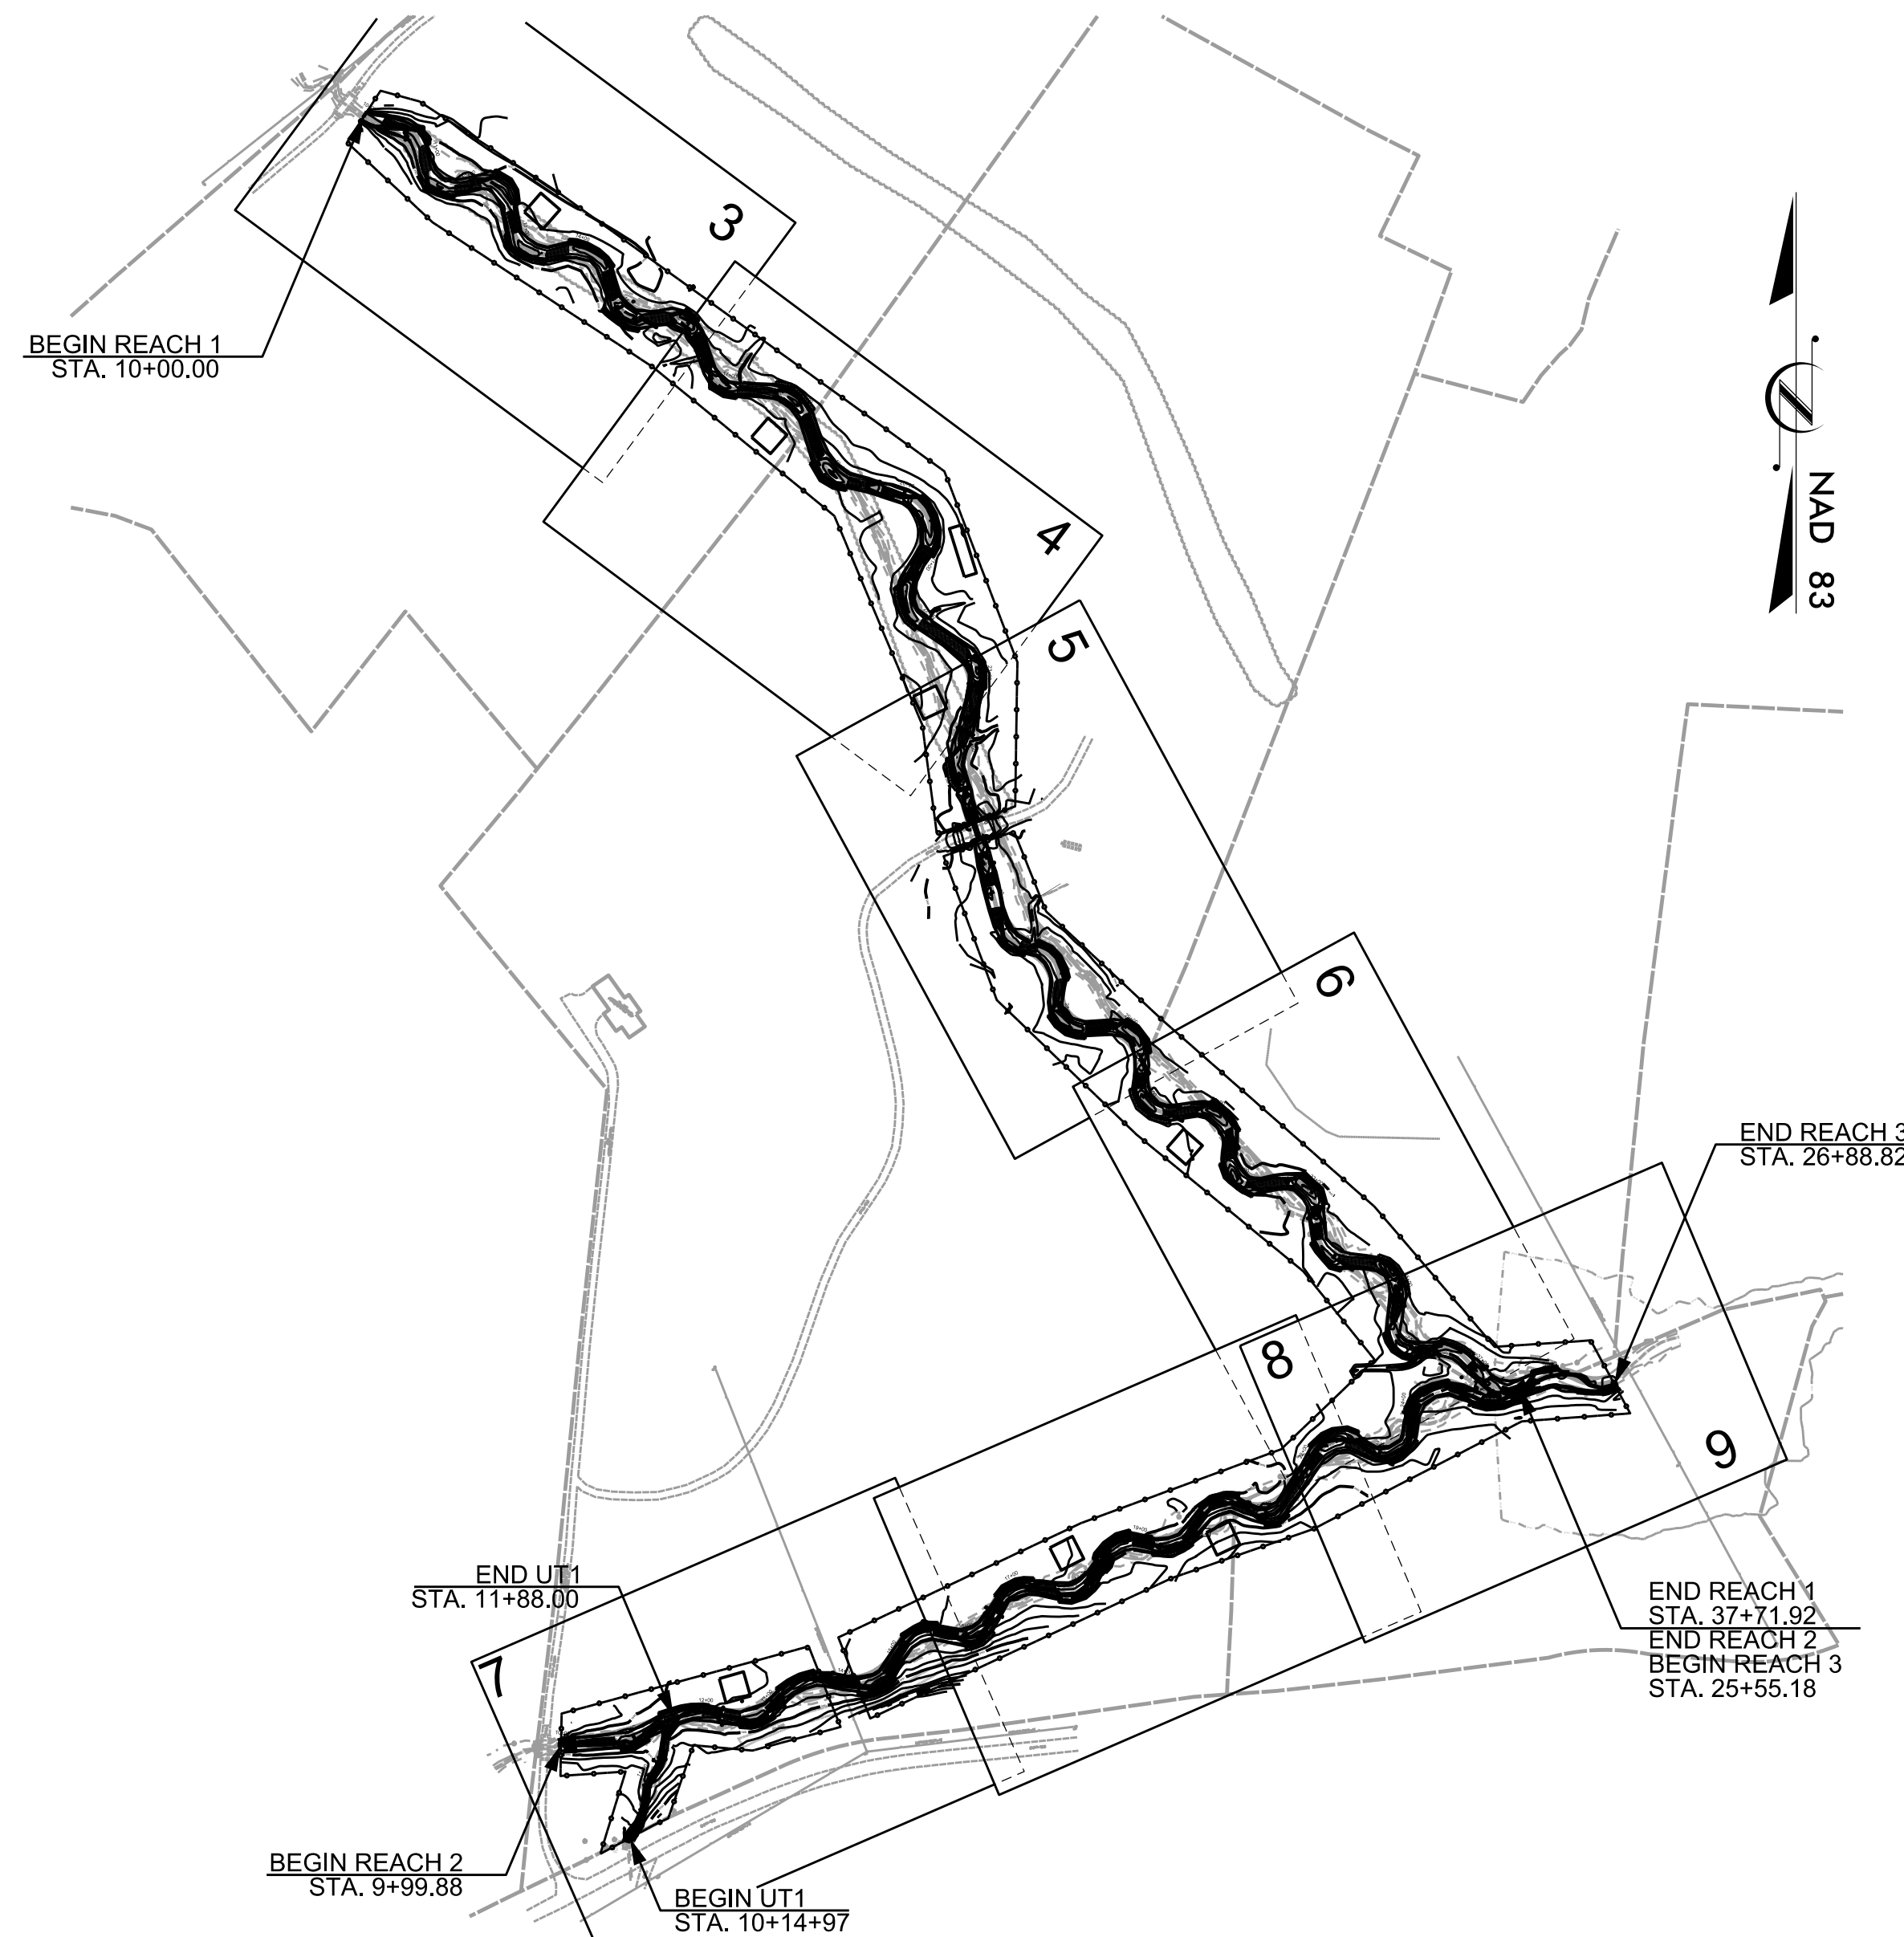 3
BEGIN REACH 1
STA. 10+00.00
4
NAD 83
5
6
END REACH 3
STA. 26+88.82
8
9
END UT1
STA. 11+88.00
END REACH 1
STA. 37+71.92
END REACH 2
BEGIN REACH 3
STA. 25+55.18
7
BEGIN REACH 2
STA. 9+99.88
BEGIN UT1
STA. 10+14+97